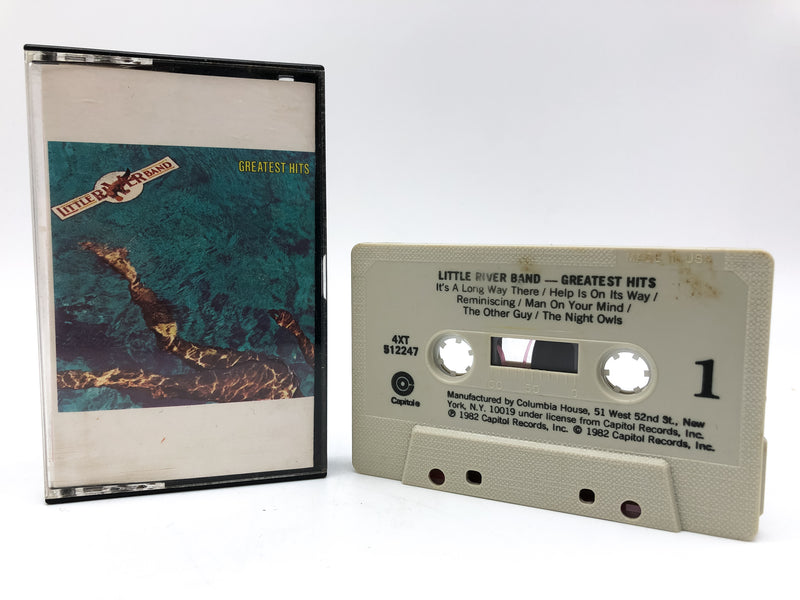 LITTLE RIVER BAND
GREATEST HITS
MADE IN USA
LITTLE RIVER BAND — GREATEST HITS
It's A Long Way There / Help Is On Its Way /
Reminiscing / Man On Your Mind /
The Other Guy / The Night Owls
4XT
512247
50 0
1
Capitol®
Manufactured by Columbia House, 51 West 52nd St., New
York, N.Y. 10019 under license from Capitol Records, Inc.
℗ 1982 Capitol Records, Inc. © 1982 Capitol Records, Inc.